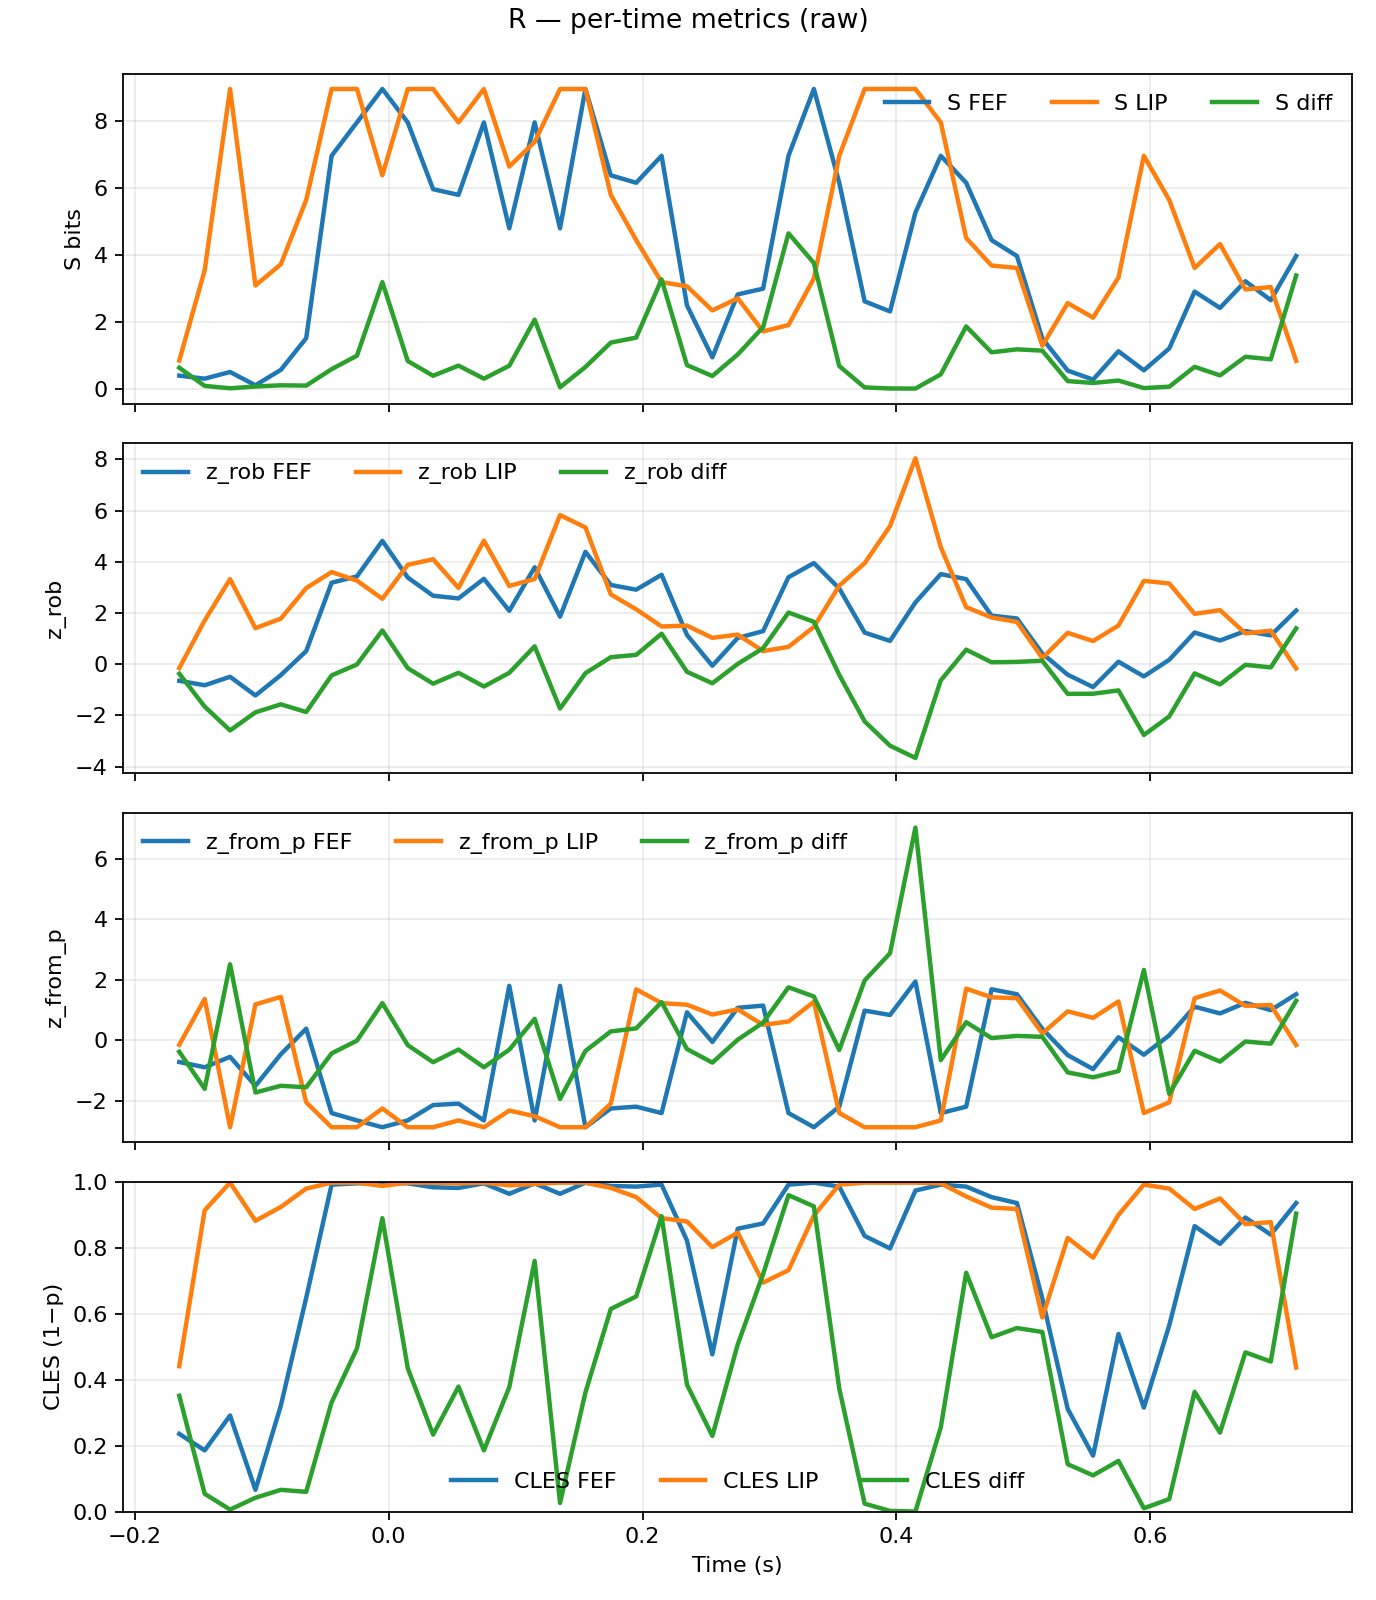 R — per-time metrics (raw)
S FEF S LIP S diff
8
6
4
2
0
S bits
z_rob FEF z_rob LIP z_rob diff
8
6
4
2
0
−2
−4
z_rob
z_from_p FEF z_from_p LIP z_from_p diff
6
4
2
0
−2
z_from_p
1.0
0.8
0.6
0.4
0.2
0.0
CLES (1−p)
CLES FEF CLES LIP CLES diff
−0.2 0.0 0.2 0.4 0.6
Time (s)